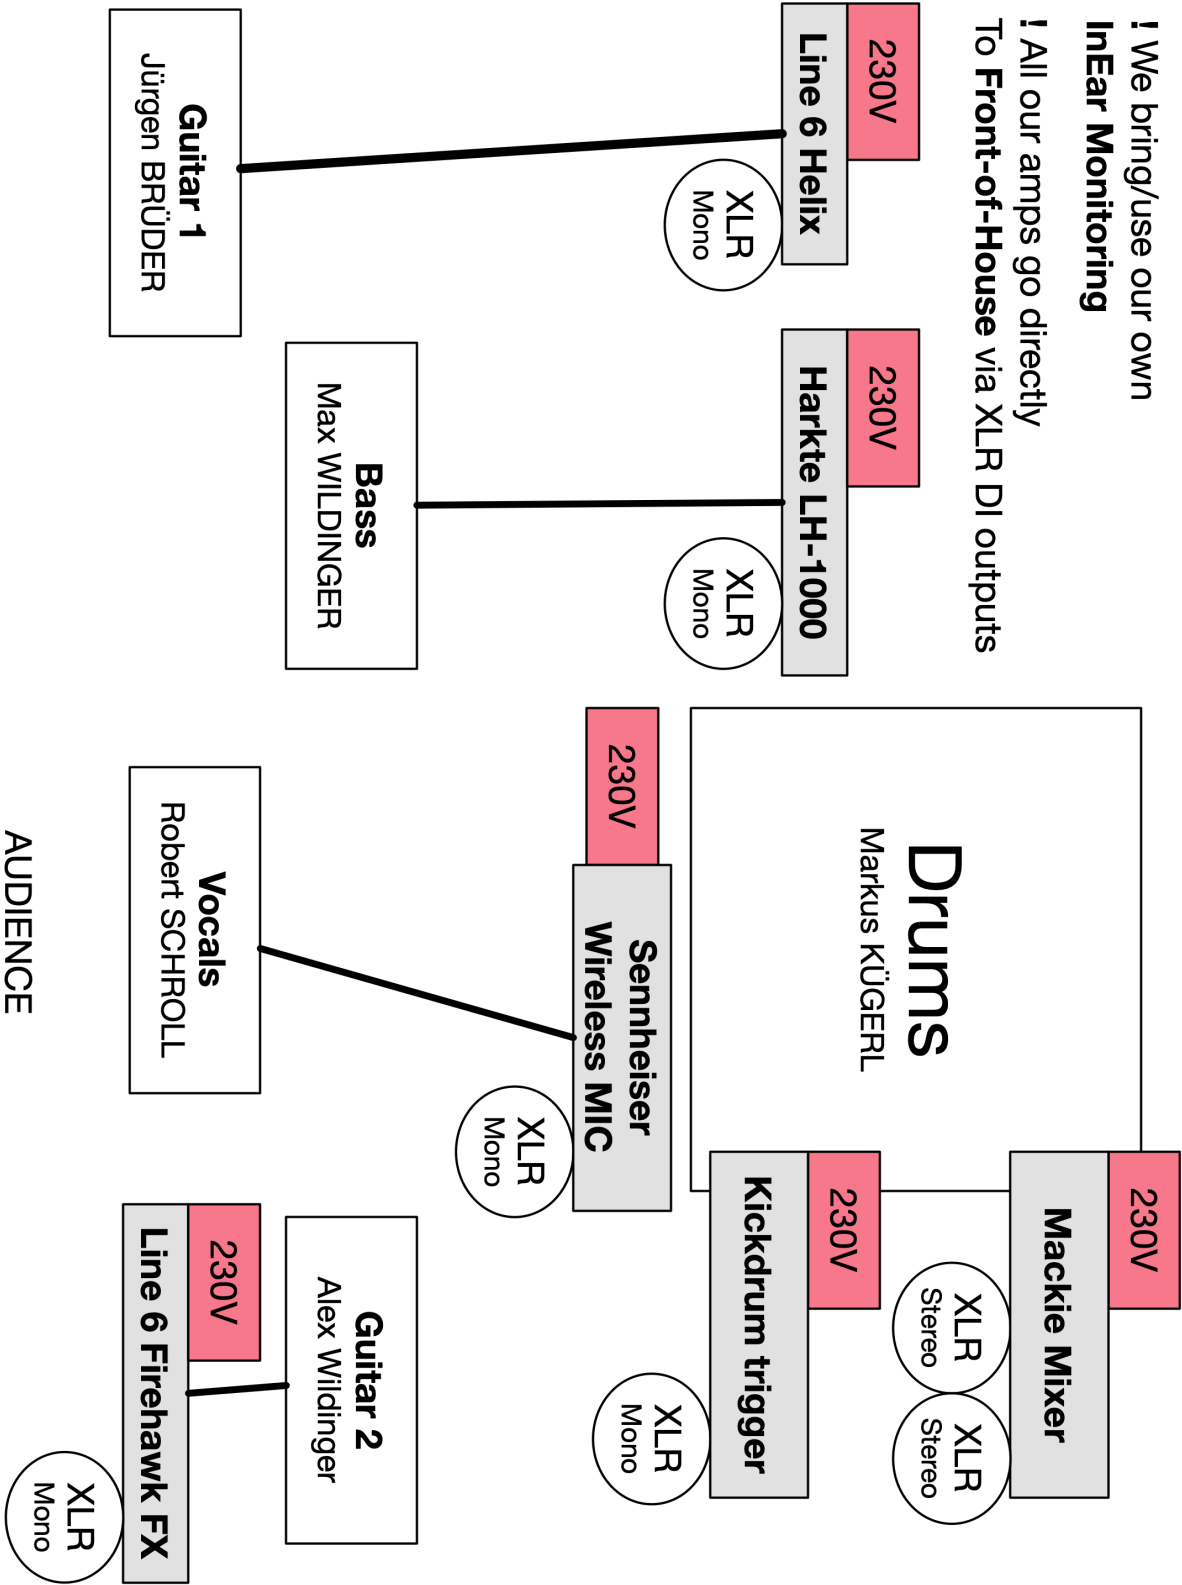 ! We bring/use our own
InEar Monitoring
! All our amps go directly
To Front-of-House via XLR DI outputs
230V
Mackie Mixer
XLR
Stereo
XLR
Stereo
Drums
Markus KÜGERL
230V
Kickdrum trigger
XLR
Mono
230V
Line 6 Helix
XLR
Mono
230V
Harkte LH-1000
XLR
Mono
230V
Sennheiser
Wireless MIC
XLR
Mono
Guitar 1
Jürgen BRÜDER
Bass
Max WILDINGER
Vocals
Robert SCHROLL
Guitar 2
Alex Wildinger
230V
Line 6 Firehawk FX
XLR
Mono
AUDIENCE